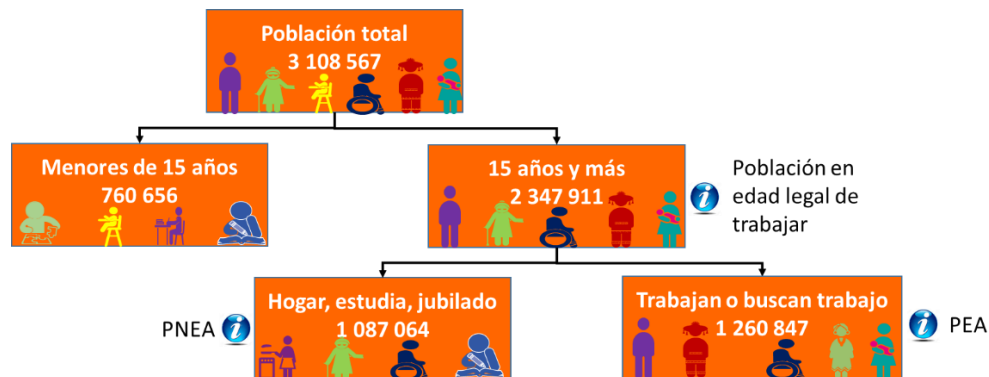 Población total
3 108 567
Menores de 15 años
760 656
15 años y más
2 347 911
i
Población en
edad legal de
trabajar
PNEA i
Hogar, estudia, jubilado
1 087 064
Trabajan o buscan trabajo
1 260 847
i PEA